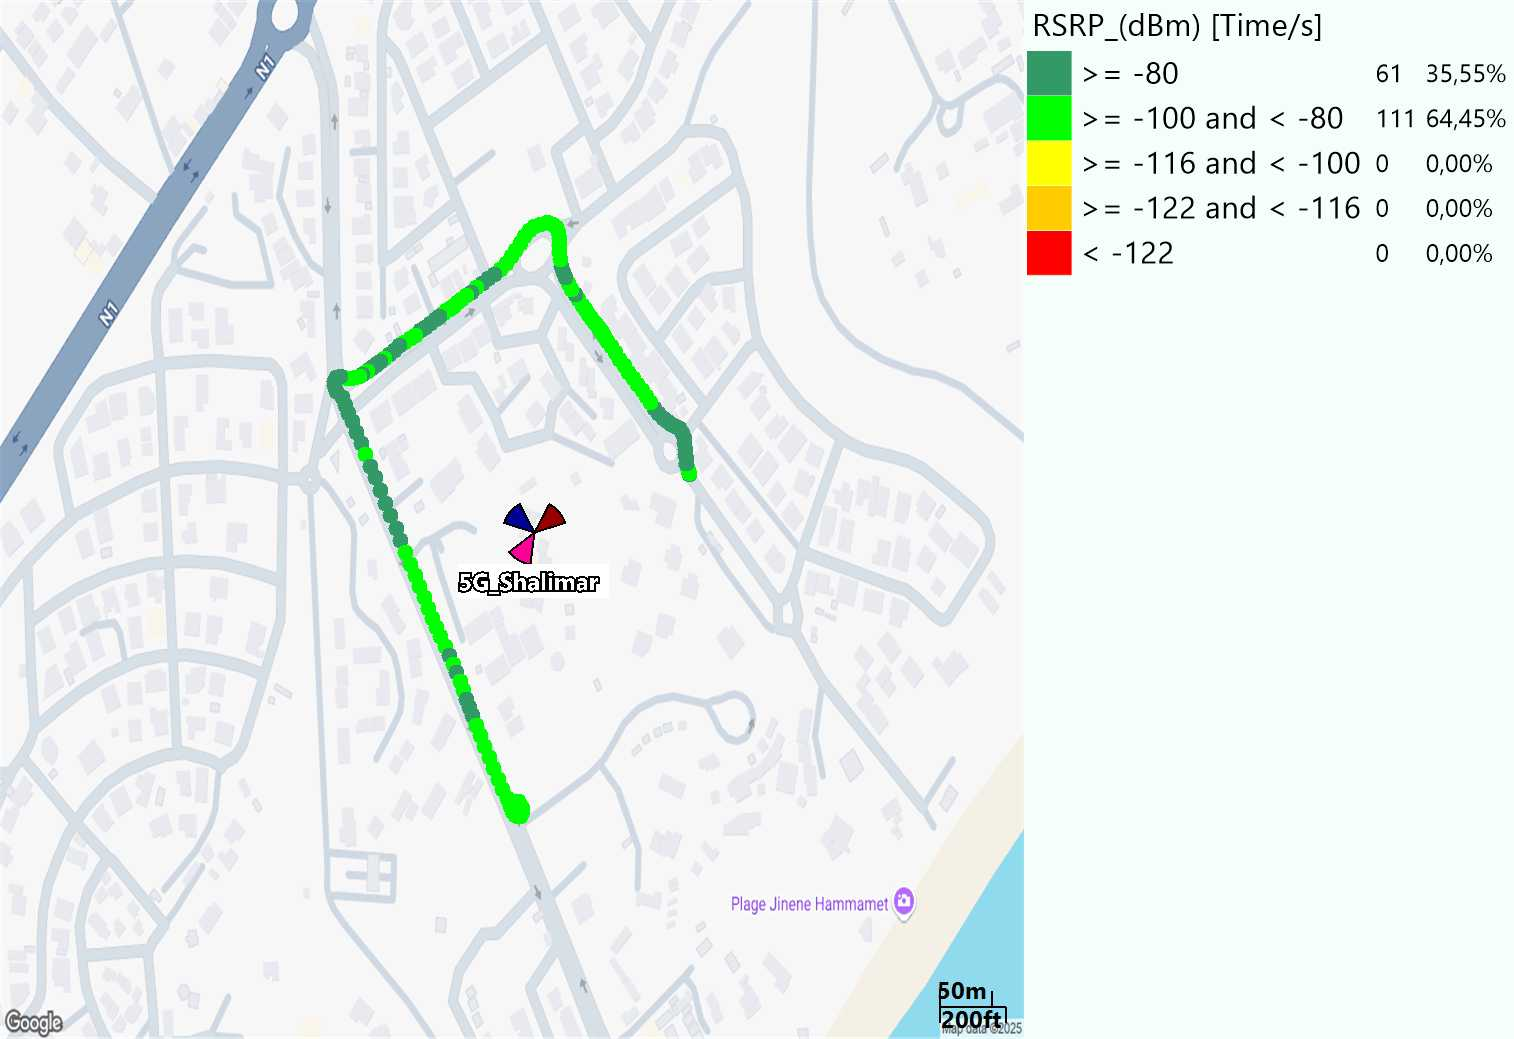 RSRP_(dBm) [Time/s]
>= -80 61 35,55%
>= -100 and < -80 111 64,45%
>= -116 and < -100 0 0,00%
>= -122 and < -116 0 0,00%
< -122 0 0,00%
N1
N1
5G_Shalimar
Plage Jinene Hammamet
50m
200ft
Google
Map data ©2025